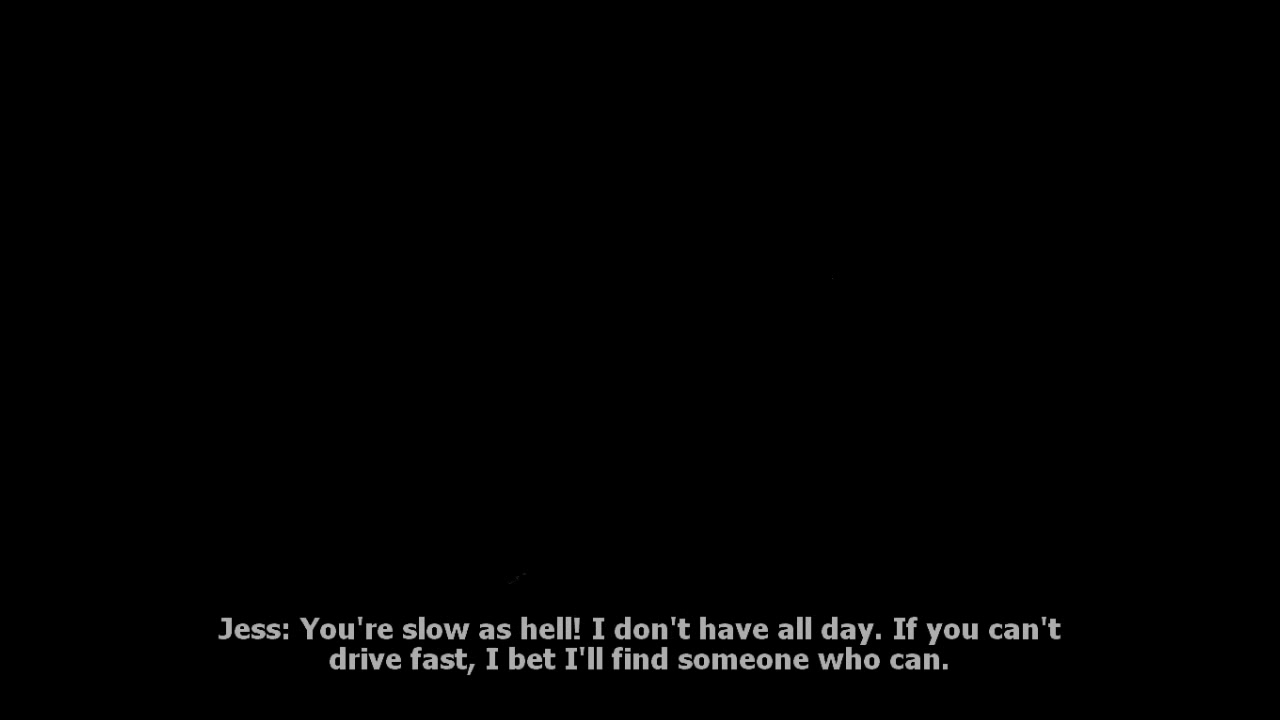 Jess: You're slow as hell! I don't have all day. If you can't
drive fast, I bet I'll find someone who can.